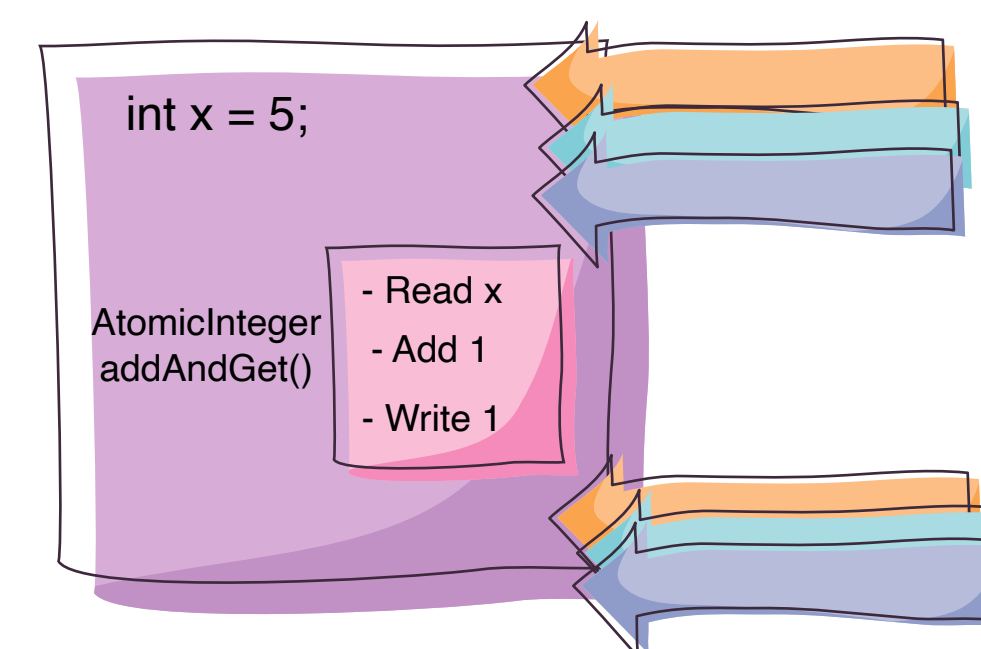 int x = 5;
AtomicInteger
addAndGet()
- Read x
- Add 1
- Write 1